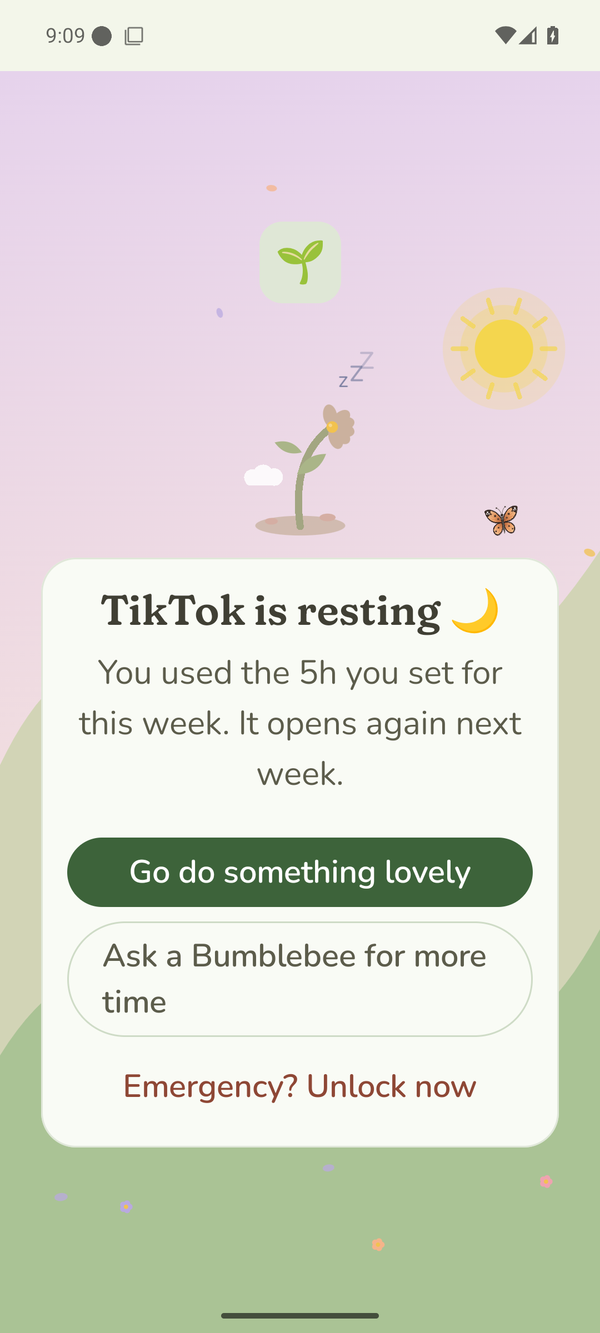 9:09
z
Z
Z
TikTok is resting 🌙
You used the 5h you set for
this week. It opens again next
week.
Go do something lovely
Ask a Bumblebee for more
time
Emergency? Unlock now